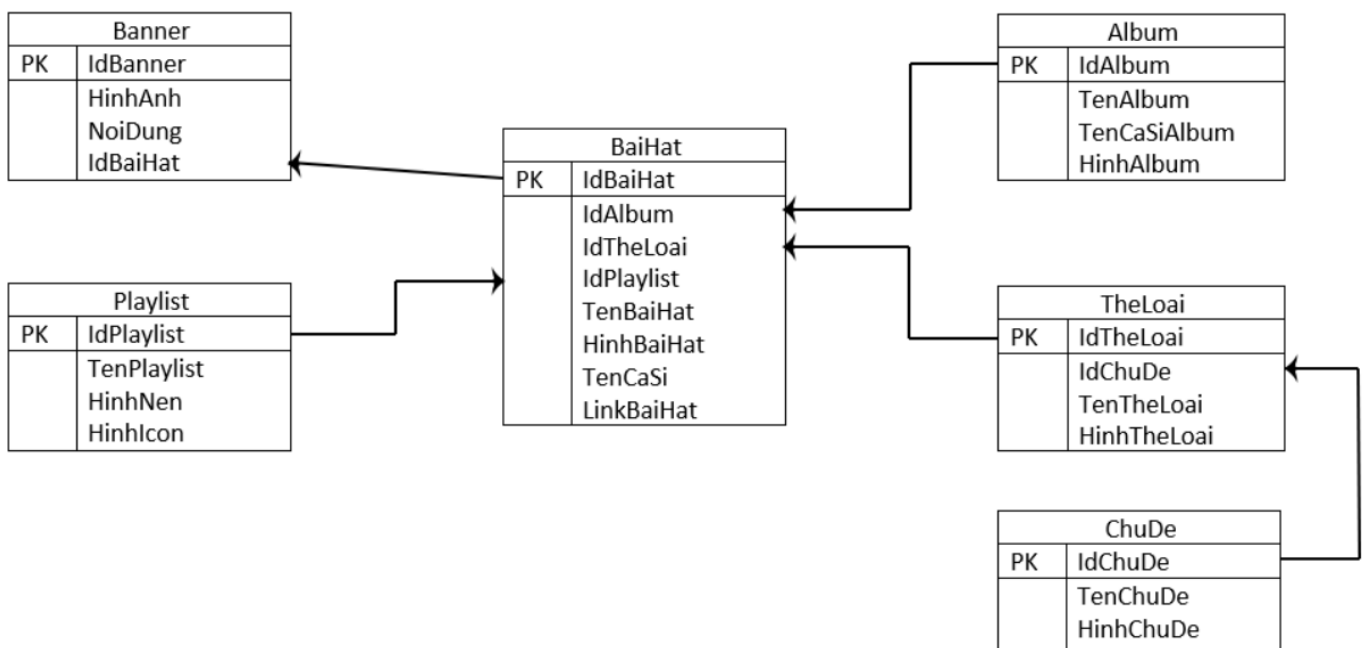 Banner
PK IdBanner
HinhAnh
NoiDung
IdBaiHat
Playlist
PK IdPlaylist
TenPlaylist
HinhNen
HinhIcon
BaiHat
PK IdBaiHat
IdAlbum
IdTheLoai
IdPlaylist
TenBaiHat
HinhBaiHat
TenCaSi
LinkBaiHat
Album
PK IdAlbum
TenAlbum
TenCaSiAlbum
HinhAlbum
TheLoai
PK IdTheLoai
IdChuDe
TenTheLoai
HinhTheLoai
ChuDe
PK IdChuDe
TenChuDe
HinhChuDe